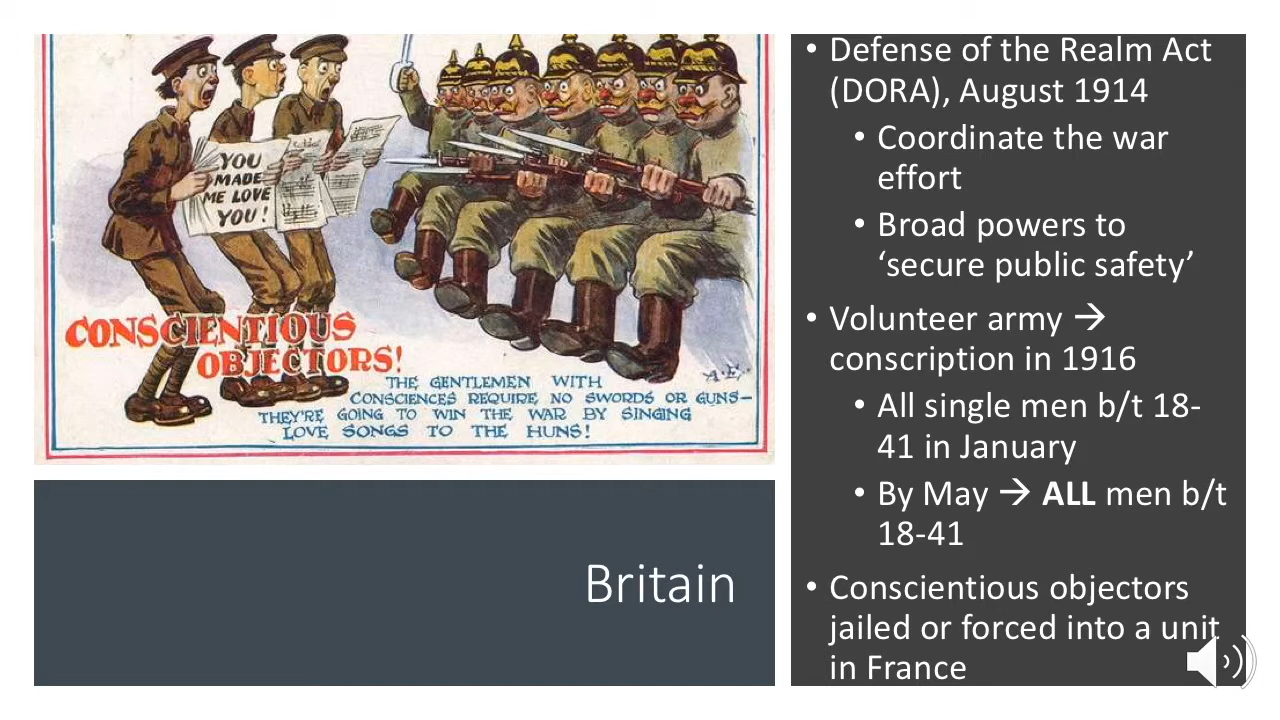 YOU
MADE
ME LOVE
YOU!
CONSCIENTIOUS
OBJECTORS!
A.E.
THE GENTLEMEN WITH
CONSCIENCES REQUIRE NO SWORDS OR GUNS—
THEY'RE GOING TO WIN THE WAR BY SINGING
LOVE SONGS TO THE HUNS!
Britain
• Defense of the Realm Act
(DORA), August 1914
• Coordinate the war
effort
• Broad powers to
‘secure public safety’
• Volunteer army →
conscription in 1916
• All single men b/t 18-
41 in January
• By May → ALL men b/t
18-41
• Conscientious objectors
jailed or forced into a unit
in France